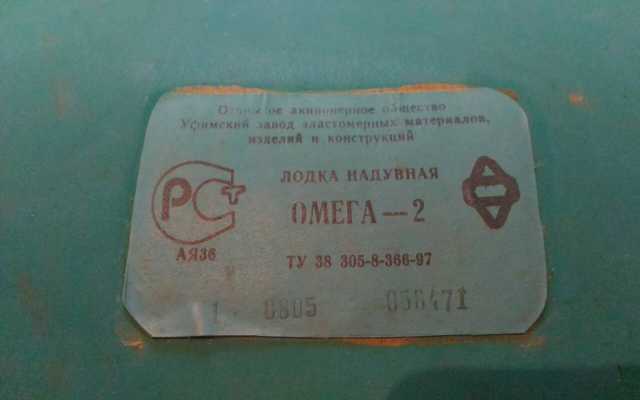 Открытое акционерное общество
Уфимский завод эластомерных материалов,
изделий и конструкций
ЛОДКА НАДУВНАЯ
РСТ
ОМЕГА—2
АЯ36
ТУ 38 305-8-366-97
1 0805